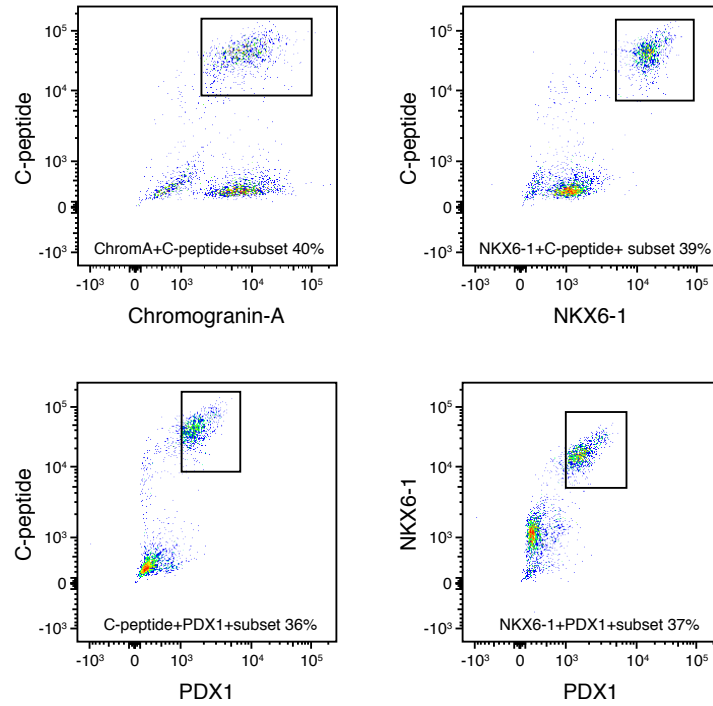 10⁵
10⁴
10³
0
-10³
C-peptide
ChromA+C-peptide+subset 40%
-10³ 0 10³ 10⁴ 10⁵
Chromogranin-A
10⁵
10⁴
10³
0
-10³
C-peptide
NKX6-1+C-peptide+ subset 39%
-10³ 0 10³ 10⁴ 10⁵
NKX6-1
10⁵
10⁴
10³
0
-10³
C-peptide
C-peptide+PDX1+subset 36%
-10³ 0 10³ 10⁴ 10⁵
PDX1
10⁵
10⁴
10³
0
-10³
NKX6-1
NKX6-1+PDX1+subset 37%
-10³ 0 10³ 10⁴ 10⁵
PDX1